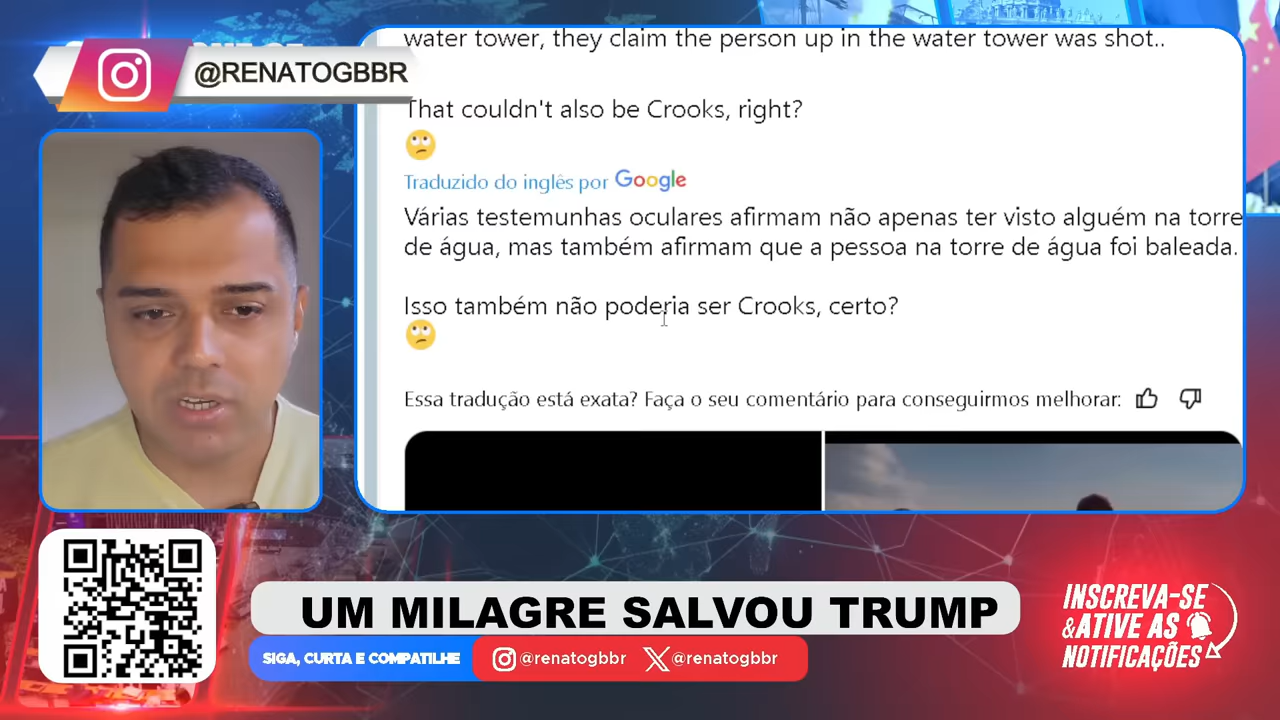 @RENATOGBBR
water tower, they claim the person up in the water tower was shot..
That couldn't also be Crooks, right?
Traduzido do inglês por Google
Várias testemunhas oculares afirmam não apenas ter visto alguém na torre
de água, mas também afirmam que a pessoa na torre de água foi baleada.
Isso também não poderia ser Crooks, certo?
Essa tradução está exata? Faça o seu comentário para conseguirmos melhorar:
UM MILAGRE SALVOU TRUMP
SIGA, CURTA E COMPATILHE
@renatogbbr
@renatogbbr
INSCREVA-SE
&ATIVE AS
NOTIFICAÇÕES